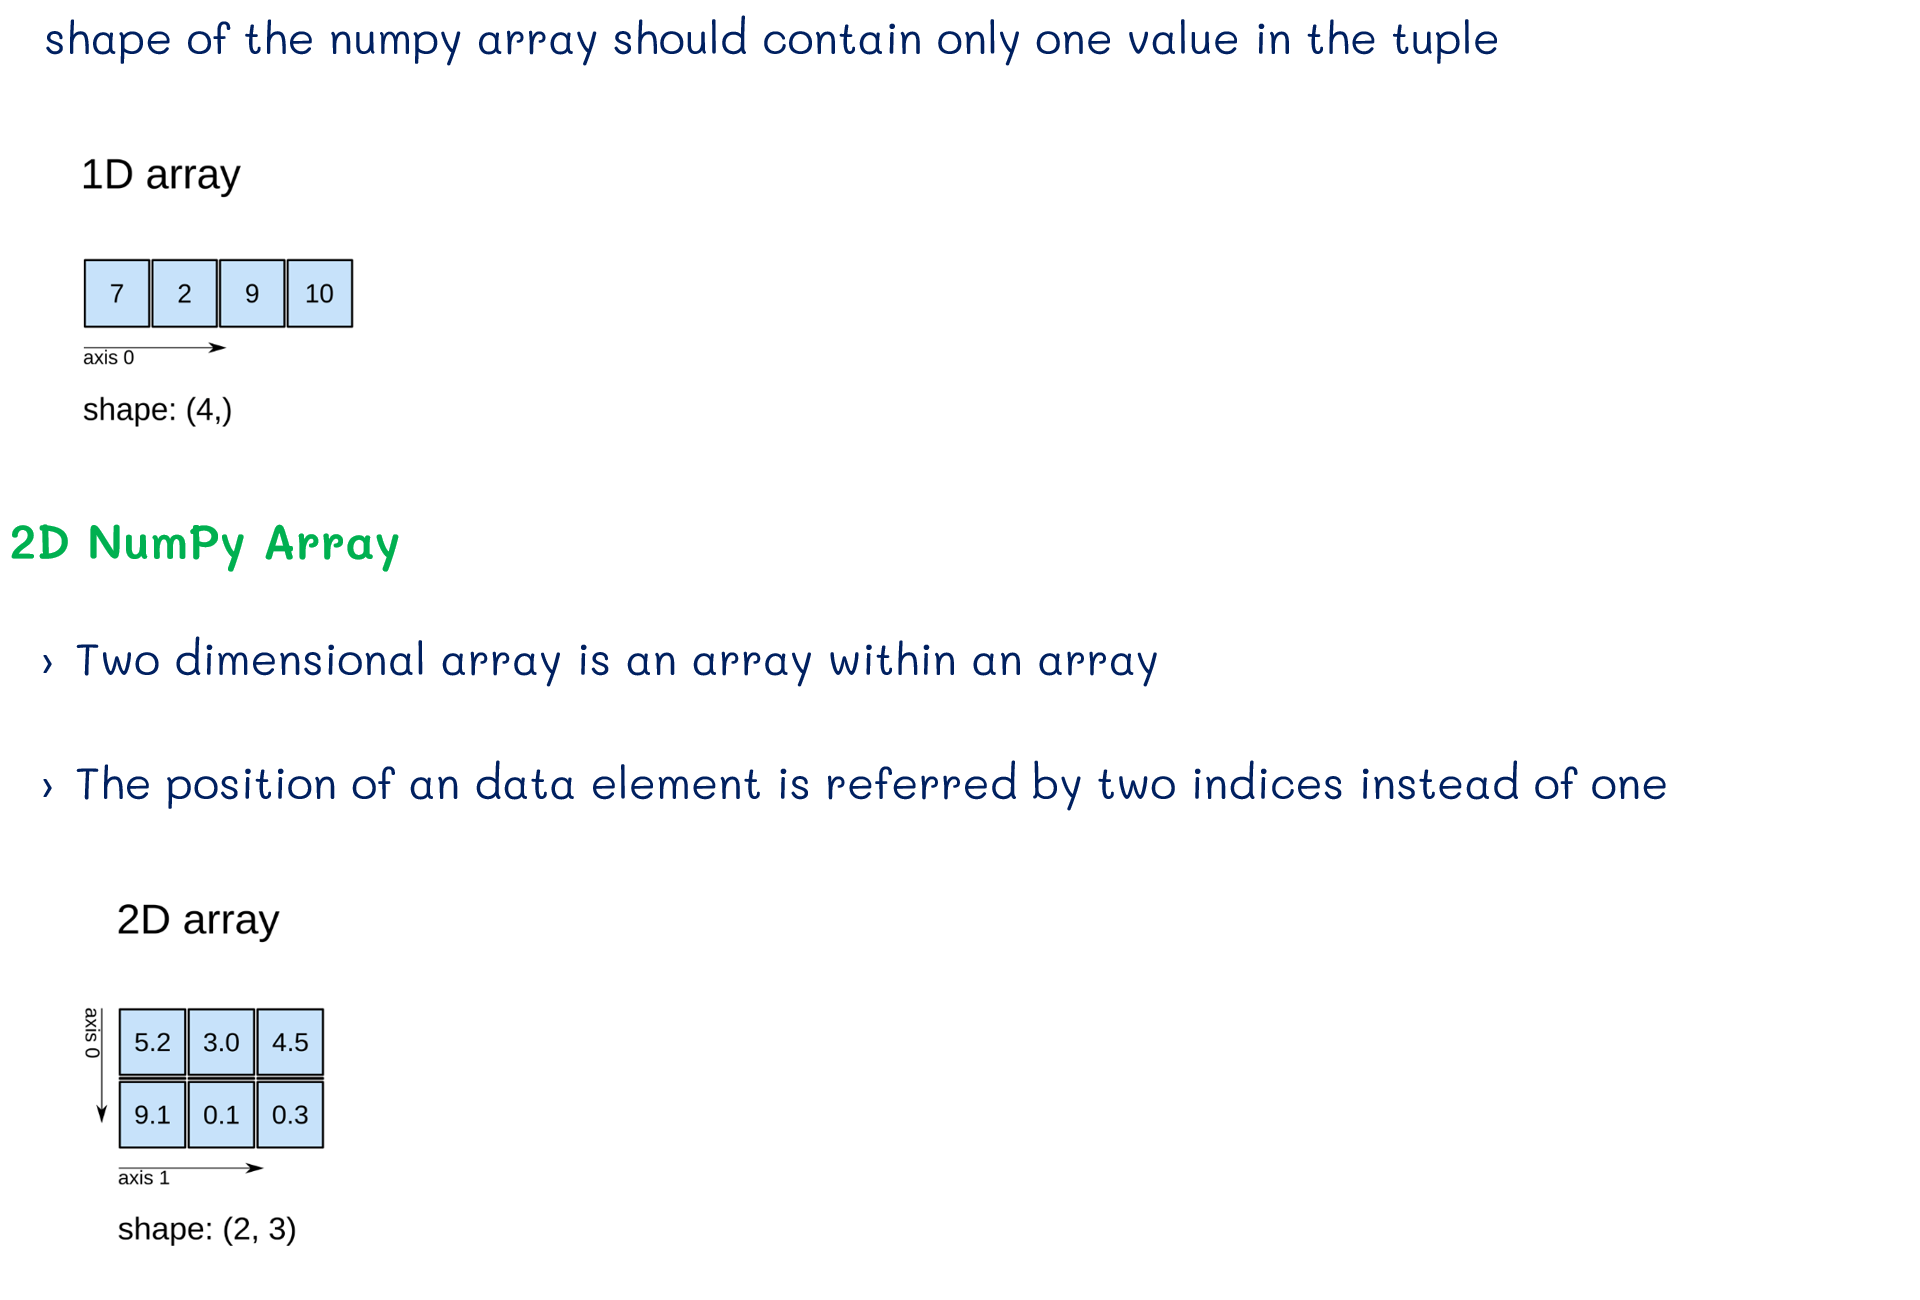 shape of the numpy array should contain only one value in the tuple
1D array
7 2 9 10
axis 0
shape: (4,)
2D NumPy Array
› Two dimensional array is an array within an array
› The position of an data element is referred by two indices instead of one
2D array
axis 0
5.2 3.0 4.5
9.1 0.1 0.3
axis 1
shape: (2, 3)